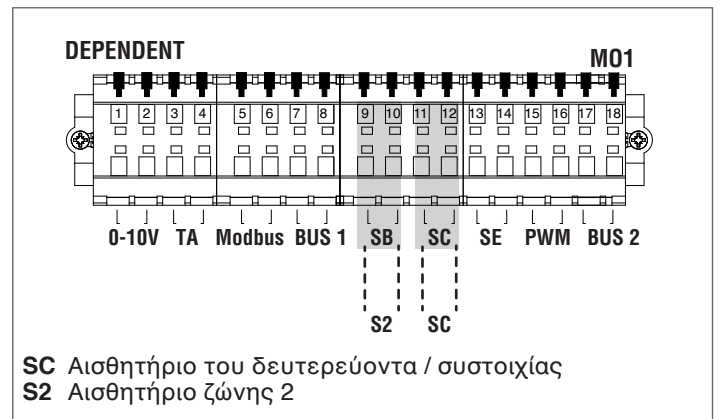 DEPENDENT M01
1 2 3 4 5 6 7 8 9 10 11 12 13 14 15 16 17 18
0-10V TA Modbus BUS 1 SB SC SE PWM BUS 2
S2 SC
SC Αισθητήριο του δευτερεύοντα / συστοιχίας
S2 Αισθητήριο ζώνης 2